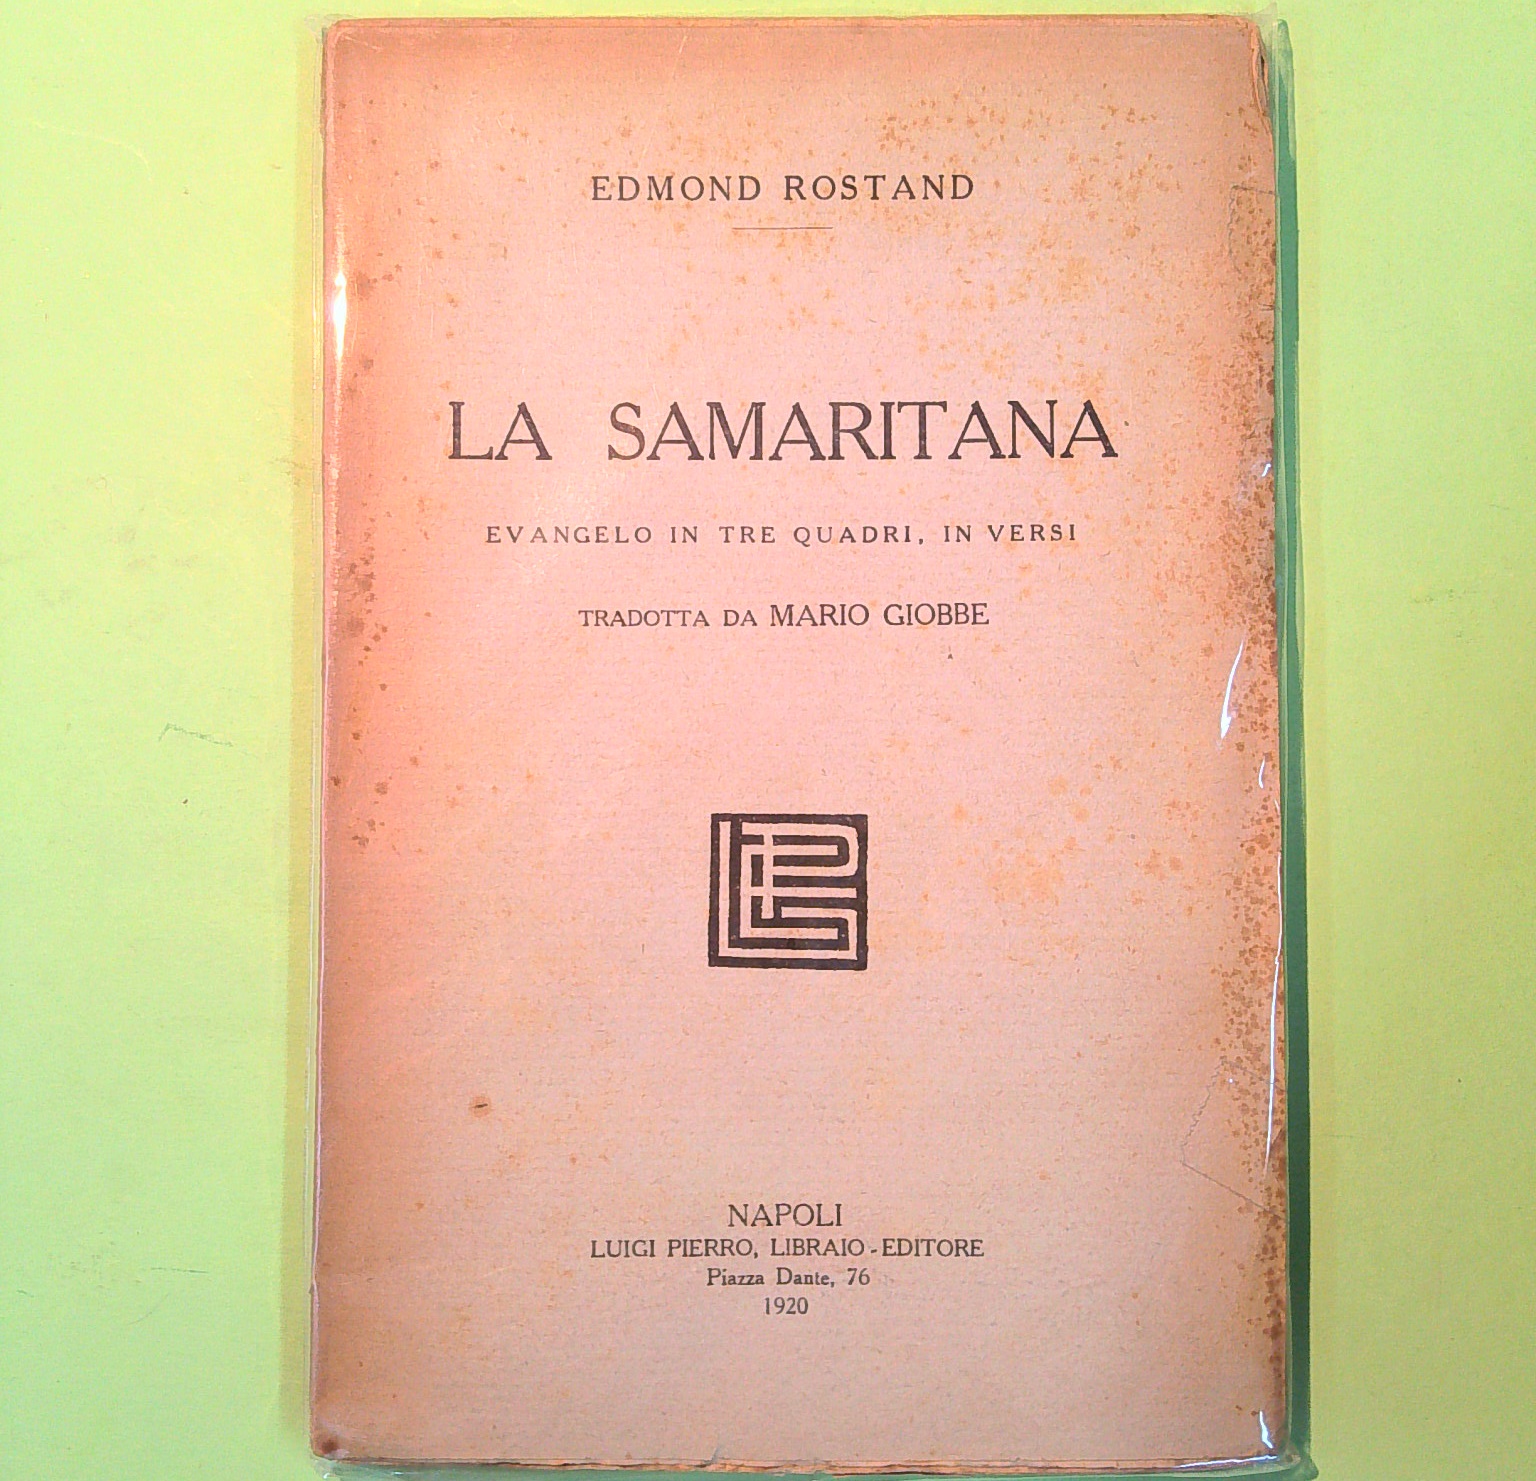 EDMOND ROSTAND
LA SAMARITANA
EVANGELO IN TRE QUADRI, IN VERSI
TRADOTTA DA MARIO GIOBBE
NAPOLI
LUIGI PIERRO, LIBRAIO-EDITORE
Piazza Dante, 76
1920